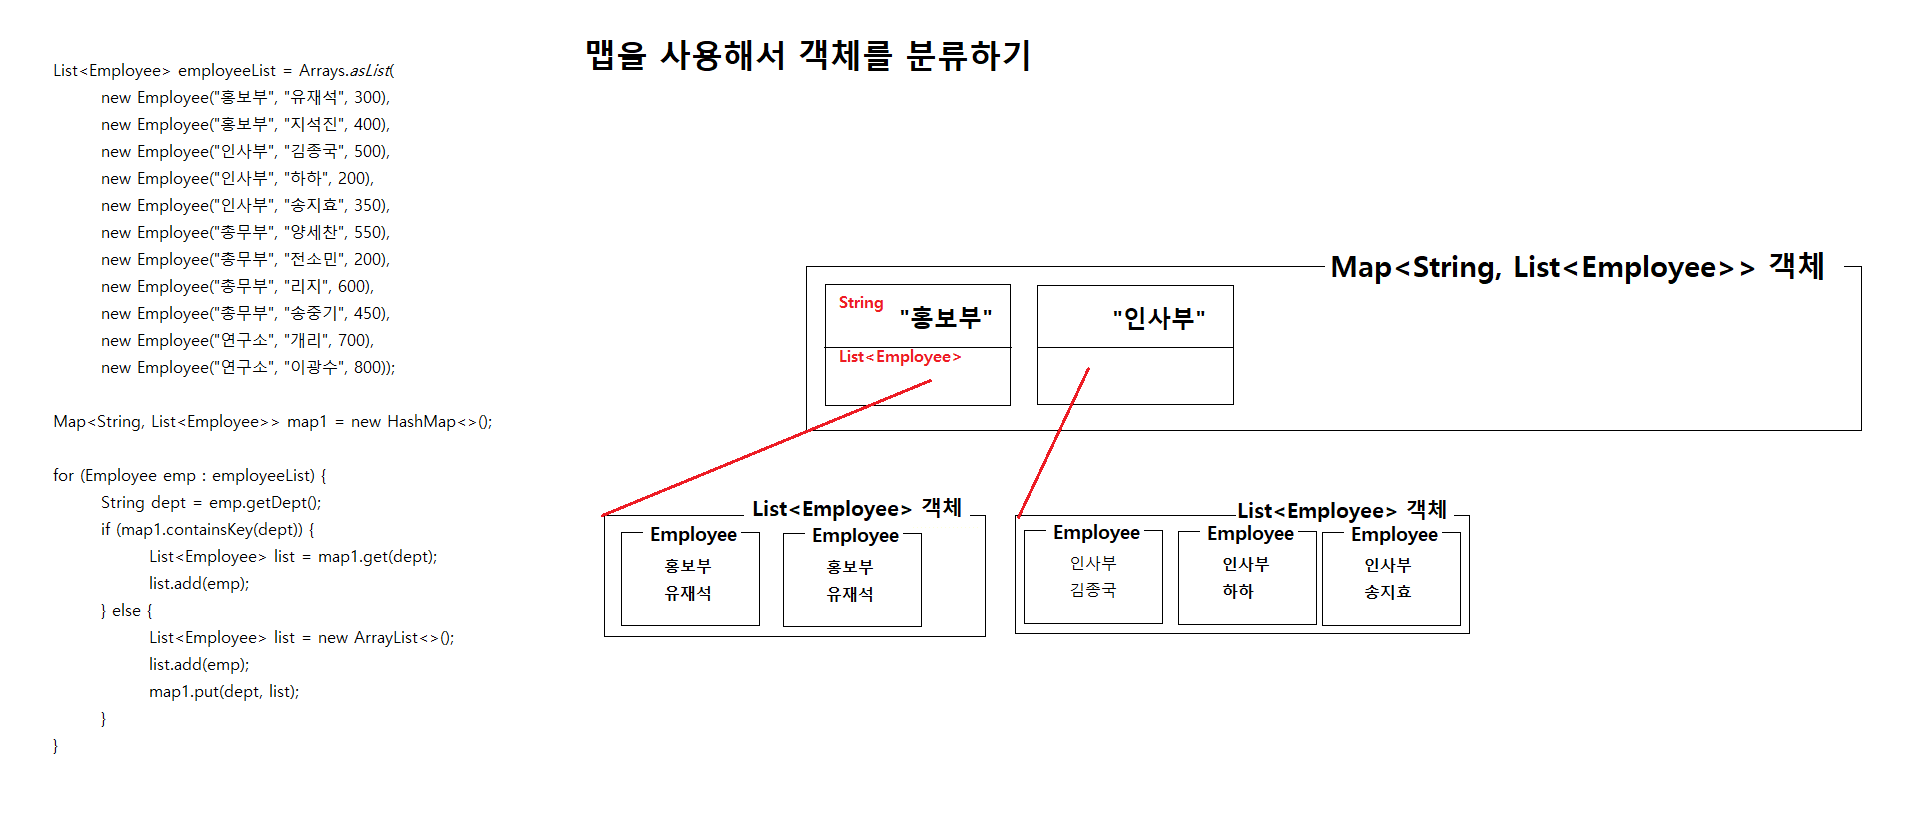 맵을 사용해서 객체를 분류하기
List<Employee> employeeList = Arrays.asList(
new Employee("홍보부", "유재석", 300),
new Employee("홍보부", "지석진", 400),
new Employee("인사부", "김종국", 500),
new Employee("인사부", "하하", 200),
new Employee("인사부", "송지효", 350),
new Employee("총무부", "양세찬", 550),
new Employee("총무부", "전소민", 200),
new Employee("총무부", "리지", 600),
new Employee("총무부", "송중기", 450),
new Employee("연구소", "개리", 700),
new Employee("연구소", "이광수", 800));
Map<String, List<Employee>> map1 = new HashMap<>();
for (Employee emp : employeeList) {
String dept = emp.getDept();
if (map1.containsKey(dept)) {
List<Employee> list = map1.get(dept);
list.add(emp);
} else {
List<Employee> list = new ArrayList<>();
list.add(emp);
map1.put(dept, list);
}
}
Map<String, List<Employee>> 객체
String
"홍보부"
List<Employee>
"인사부"
List<Employee> 객체
Employee
홍보부
유재석
Employee
홍보부
유재석
List<Employee> 객체
Employee
인사부
김종국
Employee
인사부
하하
Employee
인사부
송지효